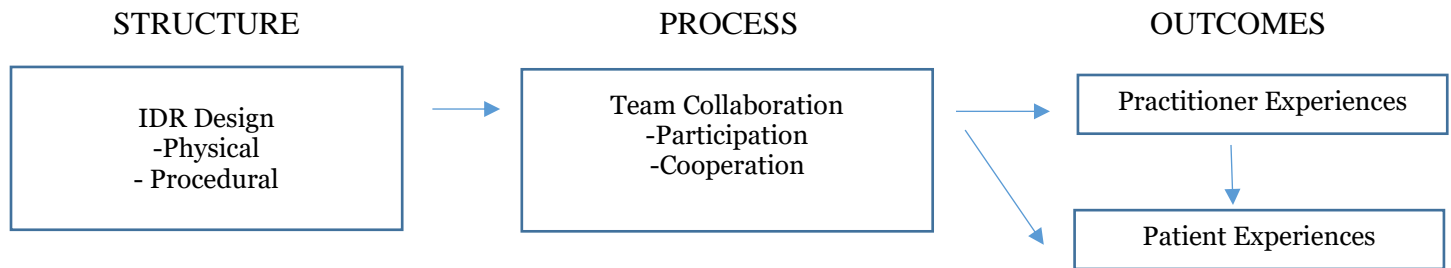 STRUCTURE
PROCESS
OUTCOMES
IDR Design
-Physical
- Procedural
Team Collaboration
-Participation
-Cooperation
Practitioner Experiences
Patient Experiences